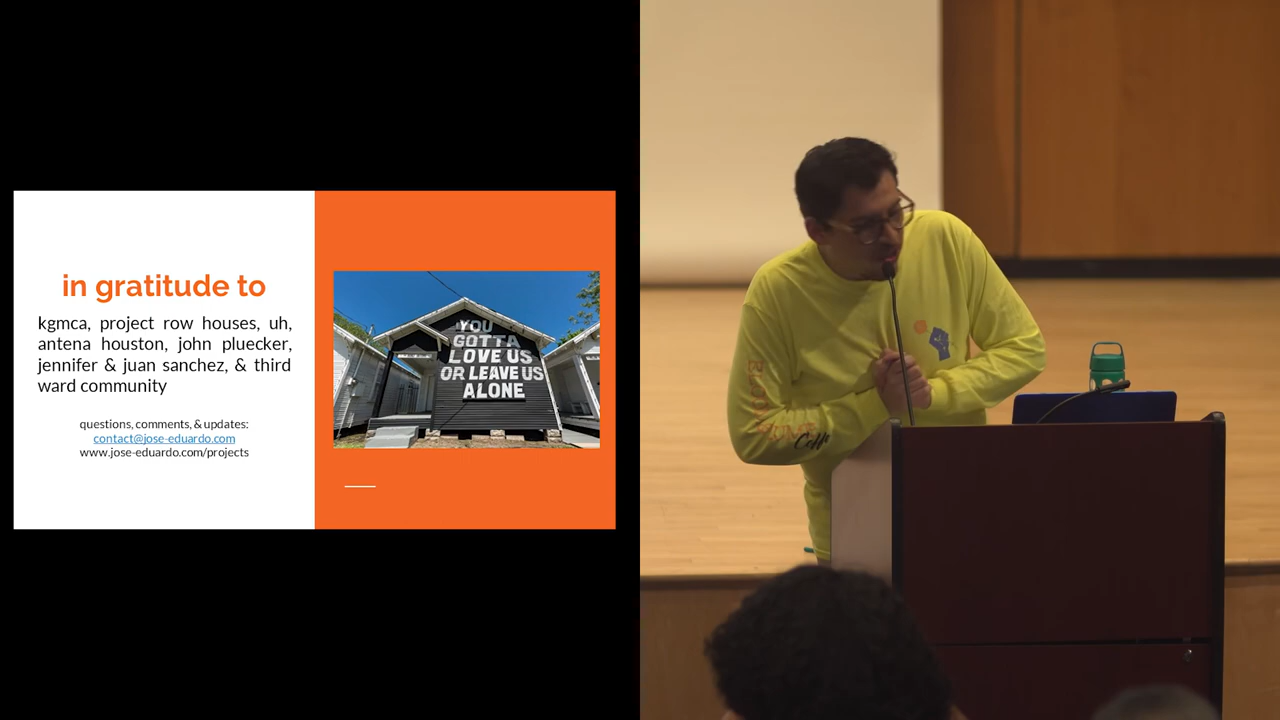 in gratitude to
kgmca, project row houses, uh,
antena houston, john pluecker,
jennifer & juan sanchez, & third
ward community
questions, comments, & updates:
contact@jose-eduardo.com
www.jose-eduardo.com/projects
YOU
GOTTA
LOVE US
OR LEAVE US
ALONE